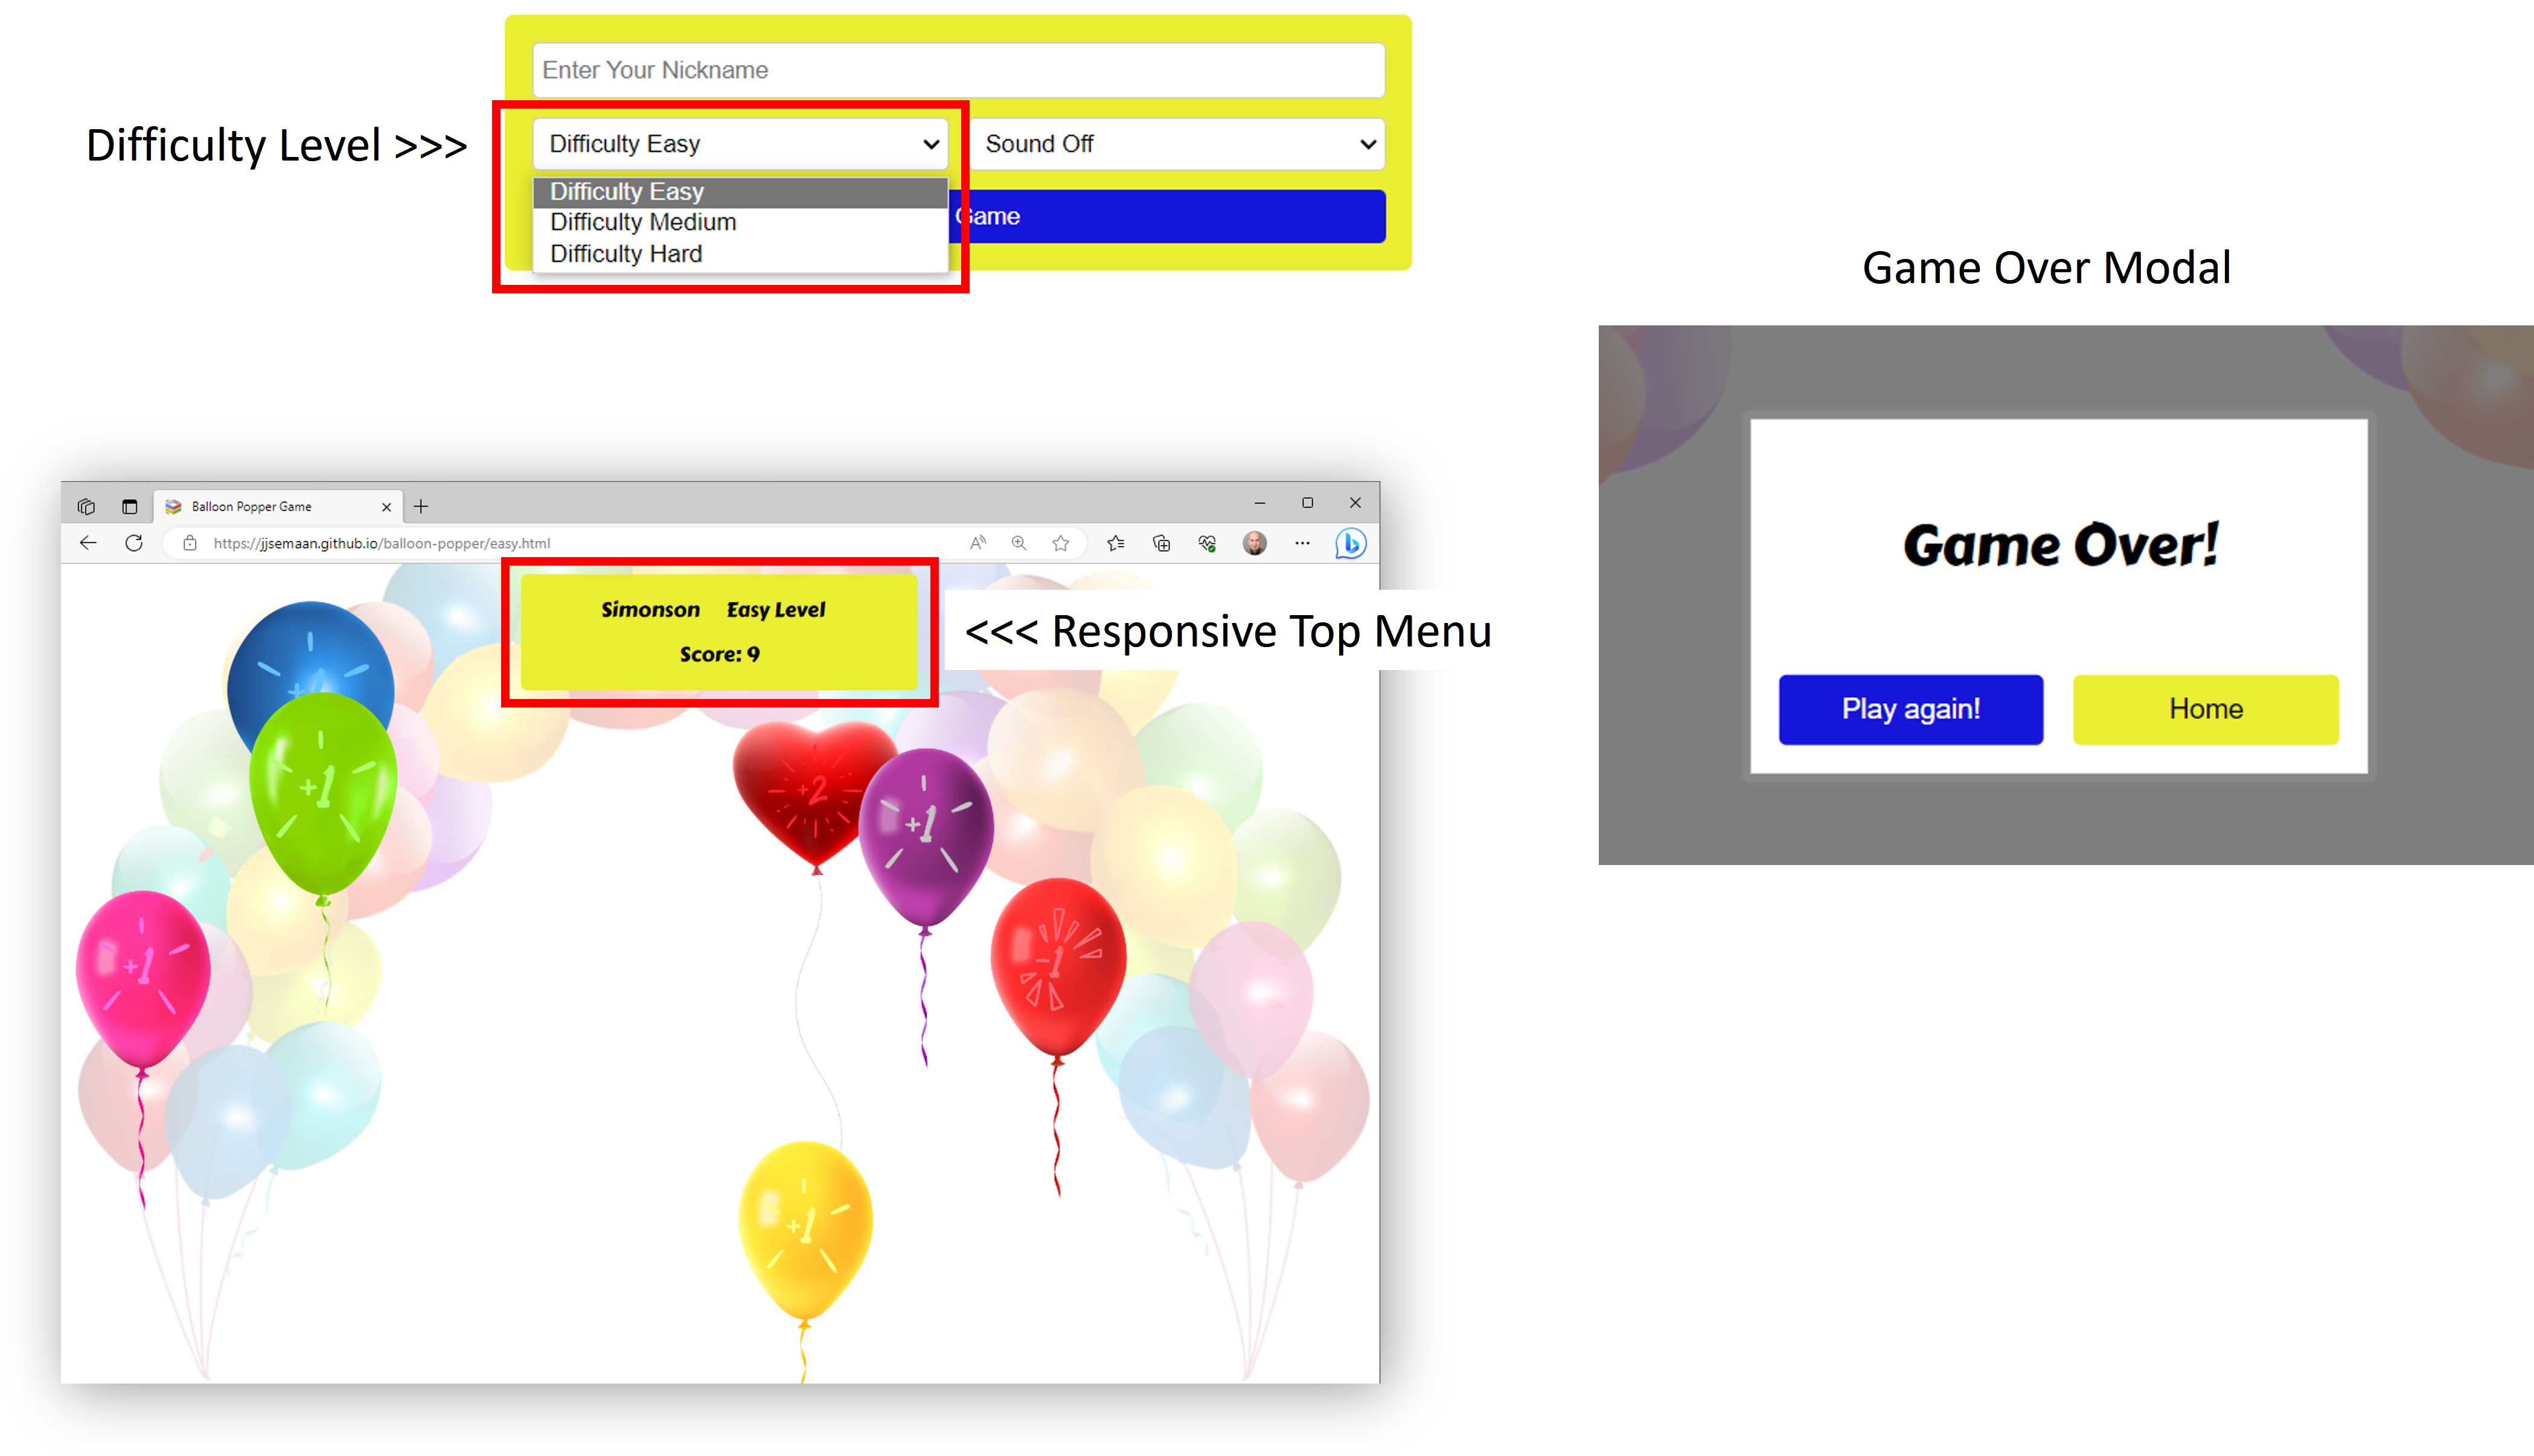 Enter Your Nickname
Difficulty Level >>>
Difficulty Easy
Sound Off
Difficulty Easy
Difficulty Medium
Difficulty Hard
Game
Game Over Modal
Game Over!
Play again!
Home
Balloon Popper Game
https://jjsemaan.github.io/balloon-popper/easy.html
Simonson Easy Level
Score: 9
<<< Responsive Top Menu
+1
+1
+2
+1
-1
+1
+1